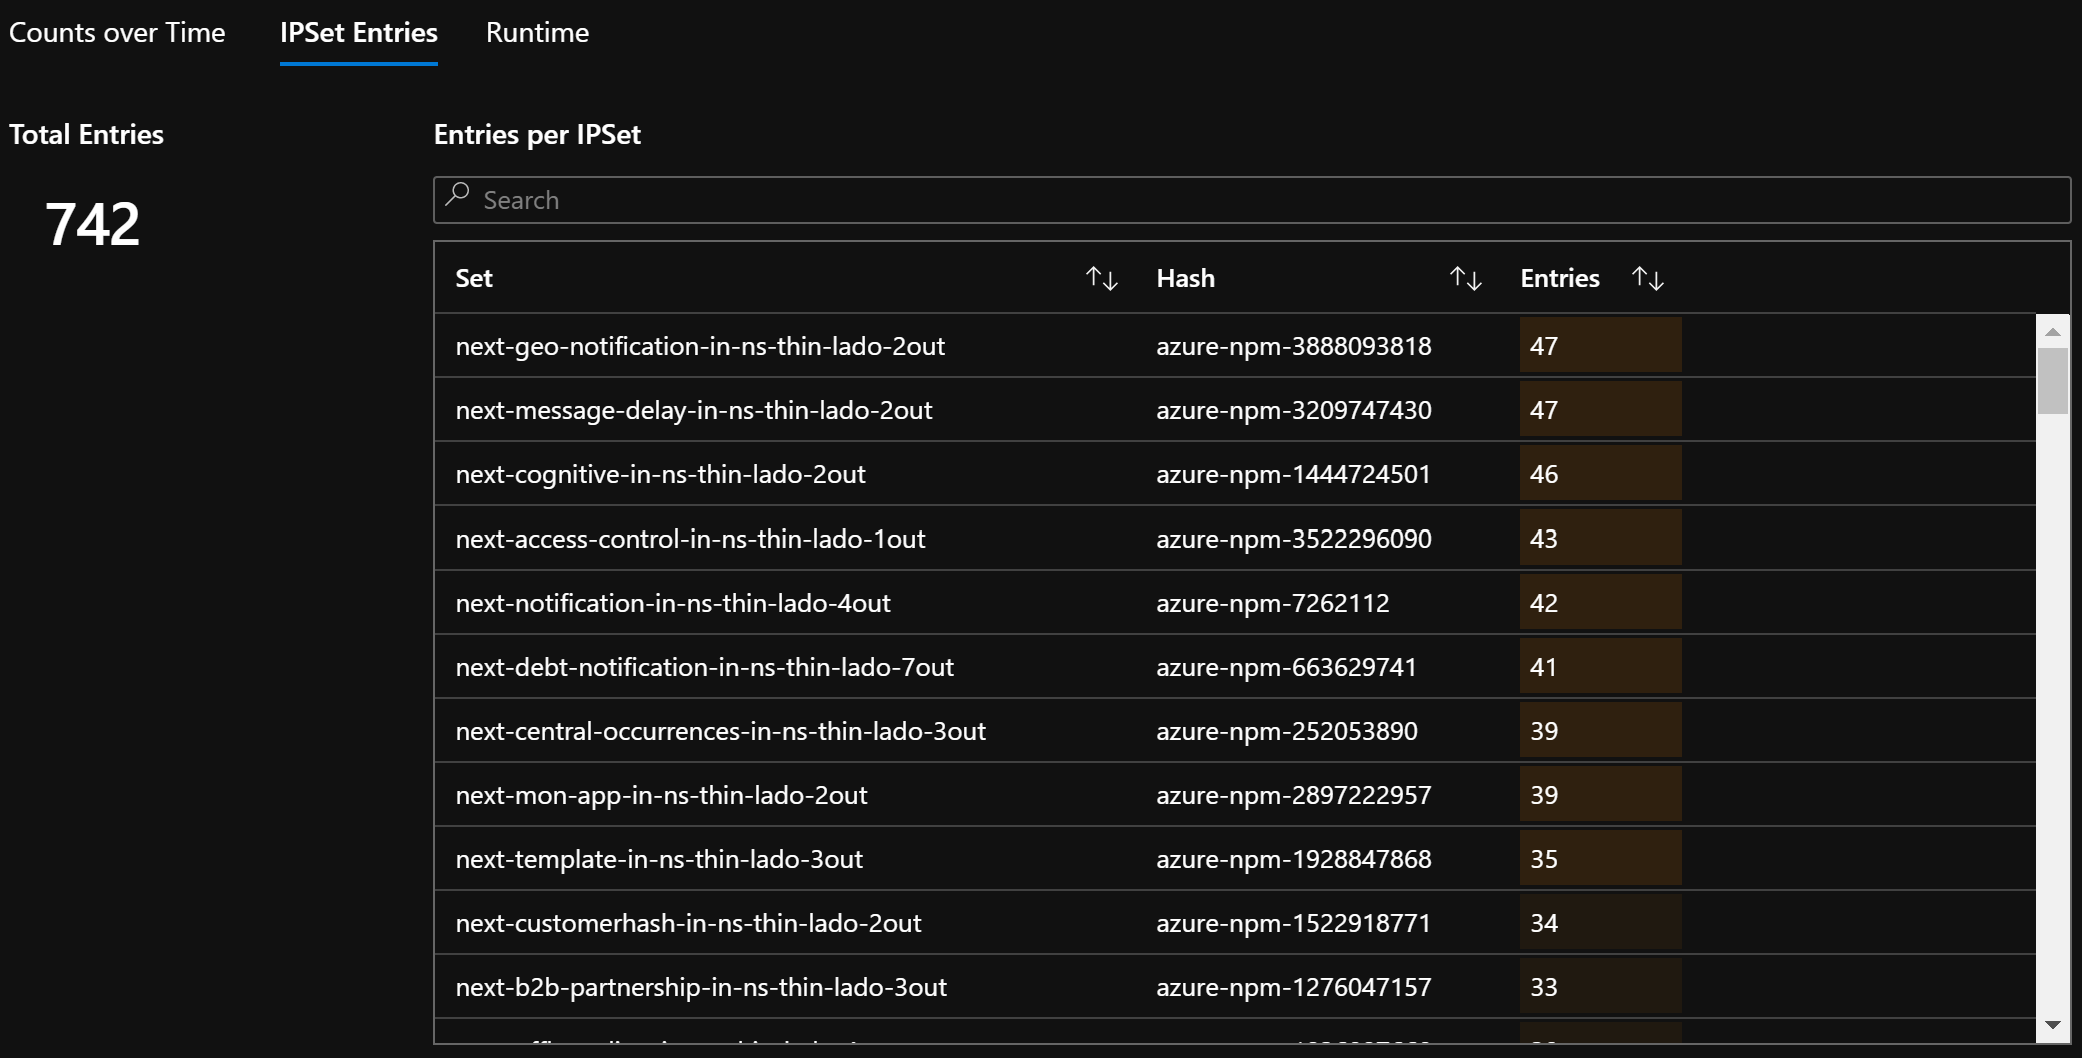 Counts over Time IPSet Entries Runtime
Total Entries
742
Entries per IPSet
Search
Set Hash Entries
next-geo-notification-in-ns-thin-lado-2out azure-npm-3888093818 47
next-message-delay-in-ns-thin-lado-2out azure-npm-3209747430 47
next-cognitive-in-ns-thin-lado-2out azure-npm-1444724501 46
next-access-control-in-ns-thin-lado-1out azure-npm-3522296090 43
next-notification-in-ns-thin-lado-4out azure-npm-7262112 42
next-debt-notification-in-ns-thin-lado-7out azure-npm-663629741 41
next-central-occurrences-in-ns-thin-lado-3out azure-npm-252053890 39
next-mon-app-in-ns-thin-lado-2out azure-npm-2897222957 39
next-template-in-ns-thin-lado-3out azure-npm-1928847868 35
next-customerhash-in-ns-thin-lado-2out azure-npm-1522918771 34
next-b2b-partnership-in-ns-thin-lado-3out azure-npm-1276047157 33